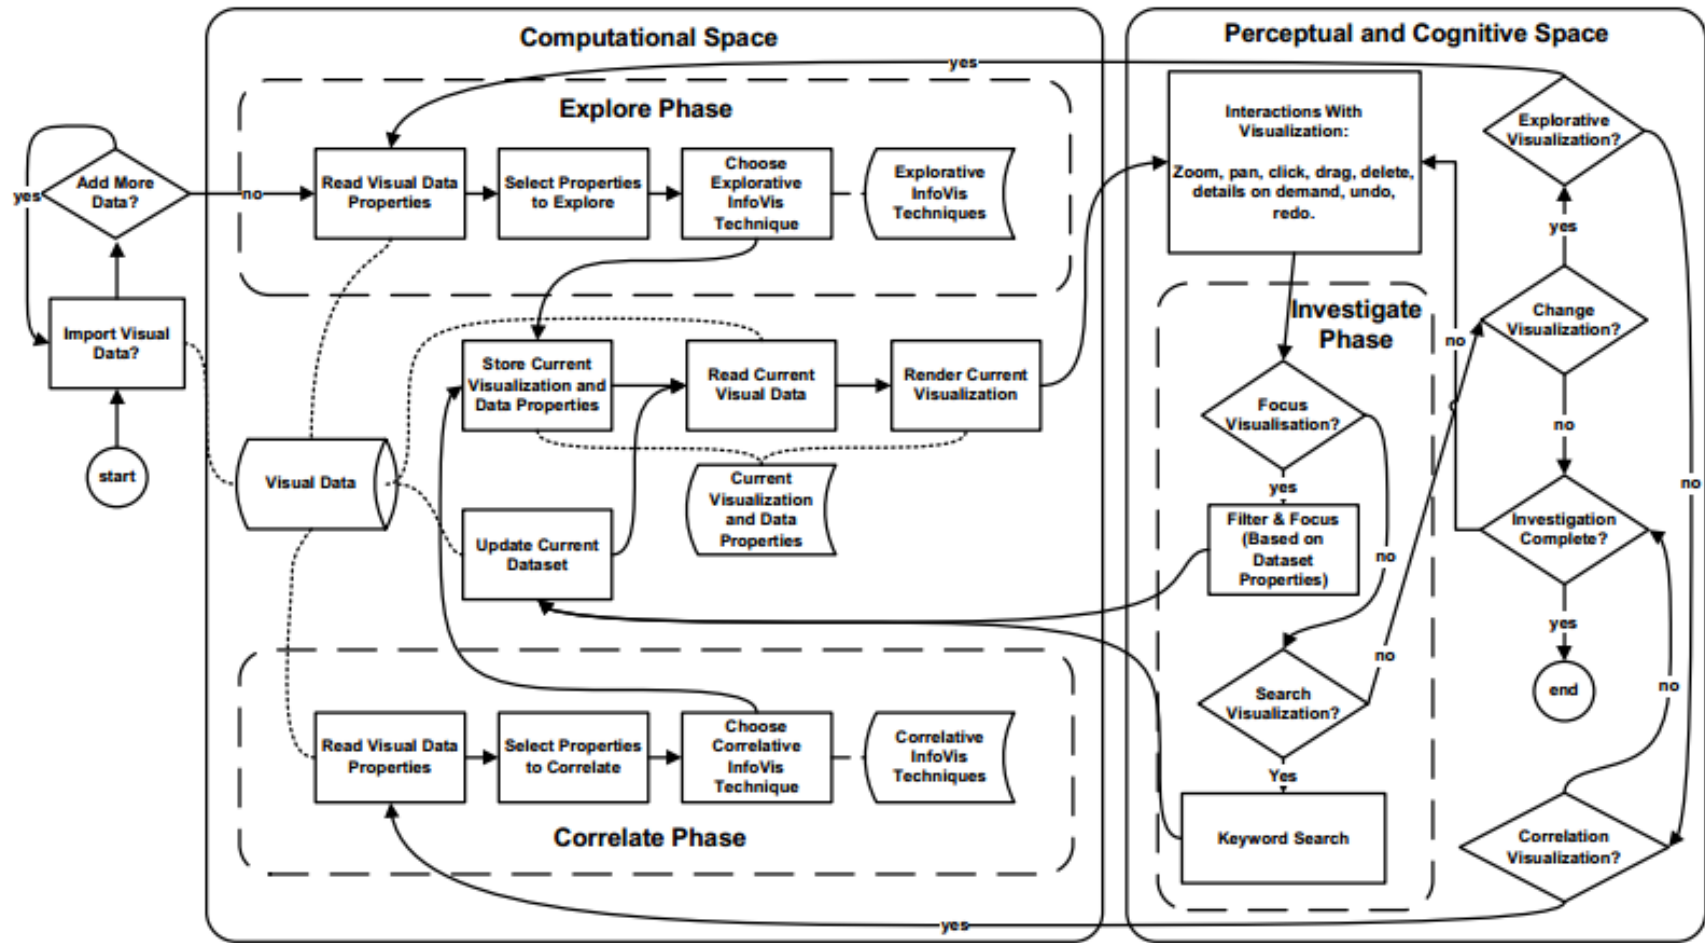 Computational Space
Perceptual and Cognitive Space
yes
Explore Phase
Interactions With
Visualization:
Zoom, pan, click, drag, delete,
details on demand, undo,
redo.
Explorative
Visualization?
yes
Add More
Data?
no
Read Visual Data
Properties
Select Properties
to Explore
Choose
Explorative
InfoVis
Technique
Explorative
InfoVis
Techniques
yes
Import Visual
Data?
Store Current
Visualization and
Data Properties
Read Current
Visual Data
Render Current
Visualization
Investigate
Phase
no
Change
Visualization?
Focus
Visualisation?
no
start
Visual Data
Current
Visualization
and Data
Properties
yes
no
Update Current
Dataset
Filter & Focus
(Based on
Dataset
Properties)
no
Investigation
Complete?
yes
no
no
Search
Visualization?
end
Read Visual Data
Properties
Select Properties
to Correlate
Choose
Correlative
InfoVis
Technique
Correlative
InfoVis
Techniques
Yes
Correlate Phase
Keyword Search
Correlation
Visualization?
yes